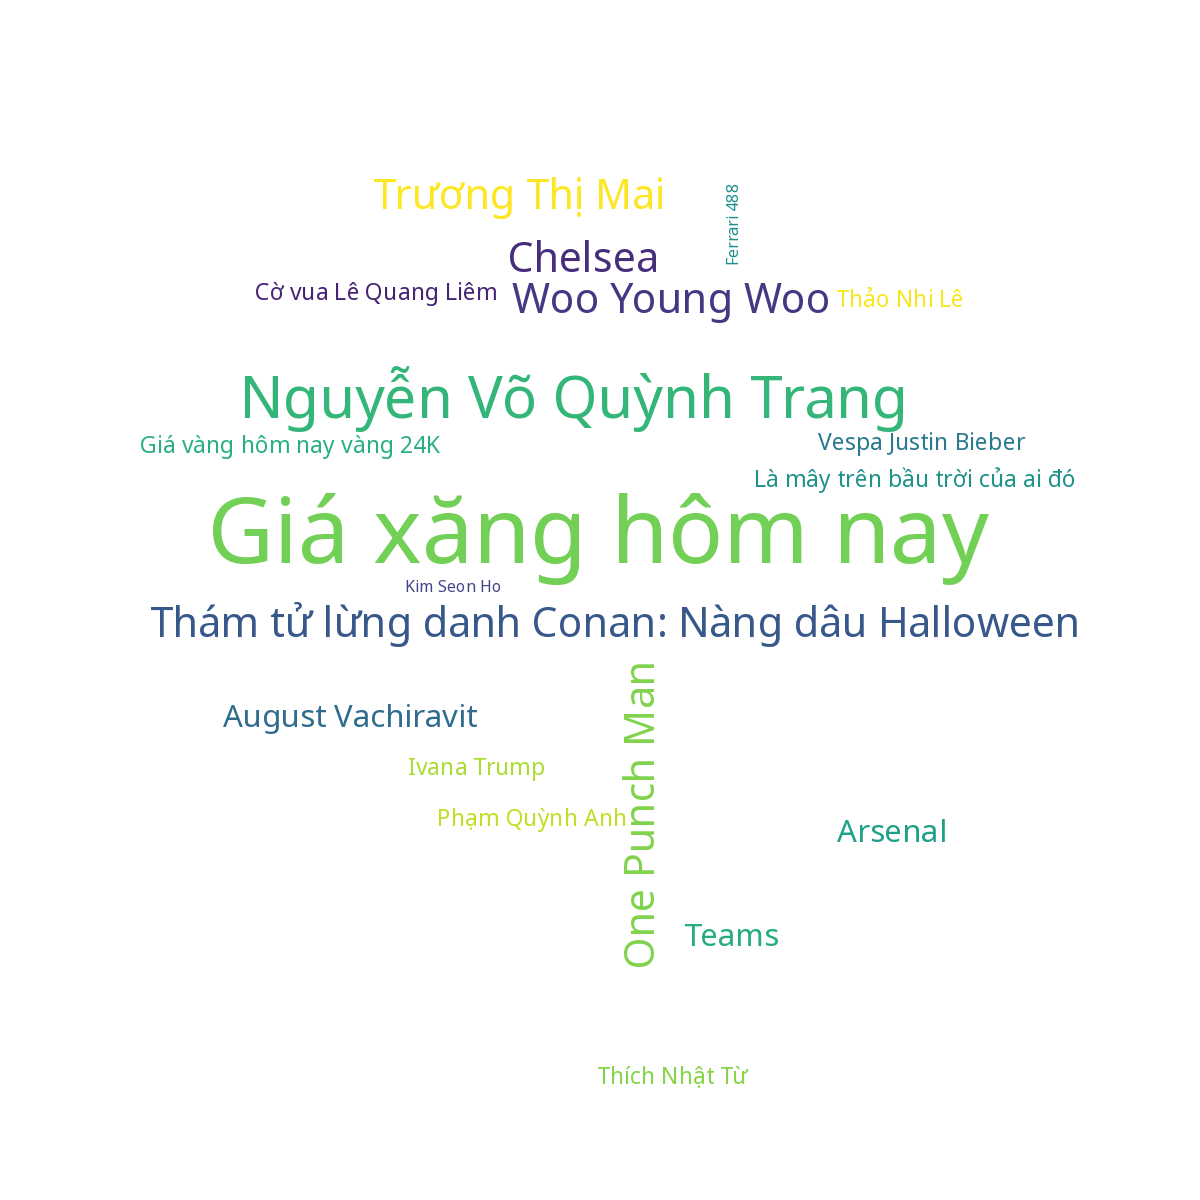 Trương Thị Mai
Ferrari 488
Chelsea
Cờ vua Lê Quang Liêm
Woo Young Woo
Thảo Nhi Lê
Nguyễn Võ Quỳnh Trang
Giá vàng hôm nay vàng 24K
Vespa Justin Bieber
Là mây trên bầu trời của ai đó
Giá xăng hôm nay
Kim Seon Ho
Thám tử lừng danh Conan: Nàng dâu Halloween
One Punch Man
August Vachiravit
Ivana Trump
Phạm Quỳnh Anh
Arsenal
Teams
Thích Nhật Từ